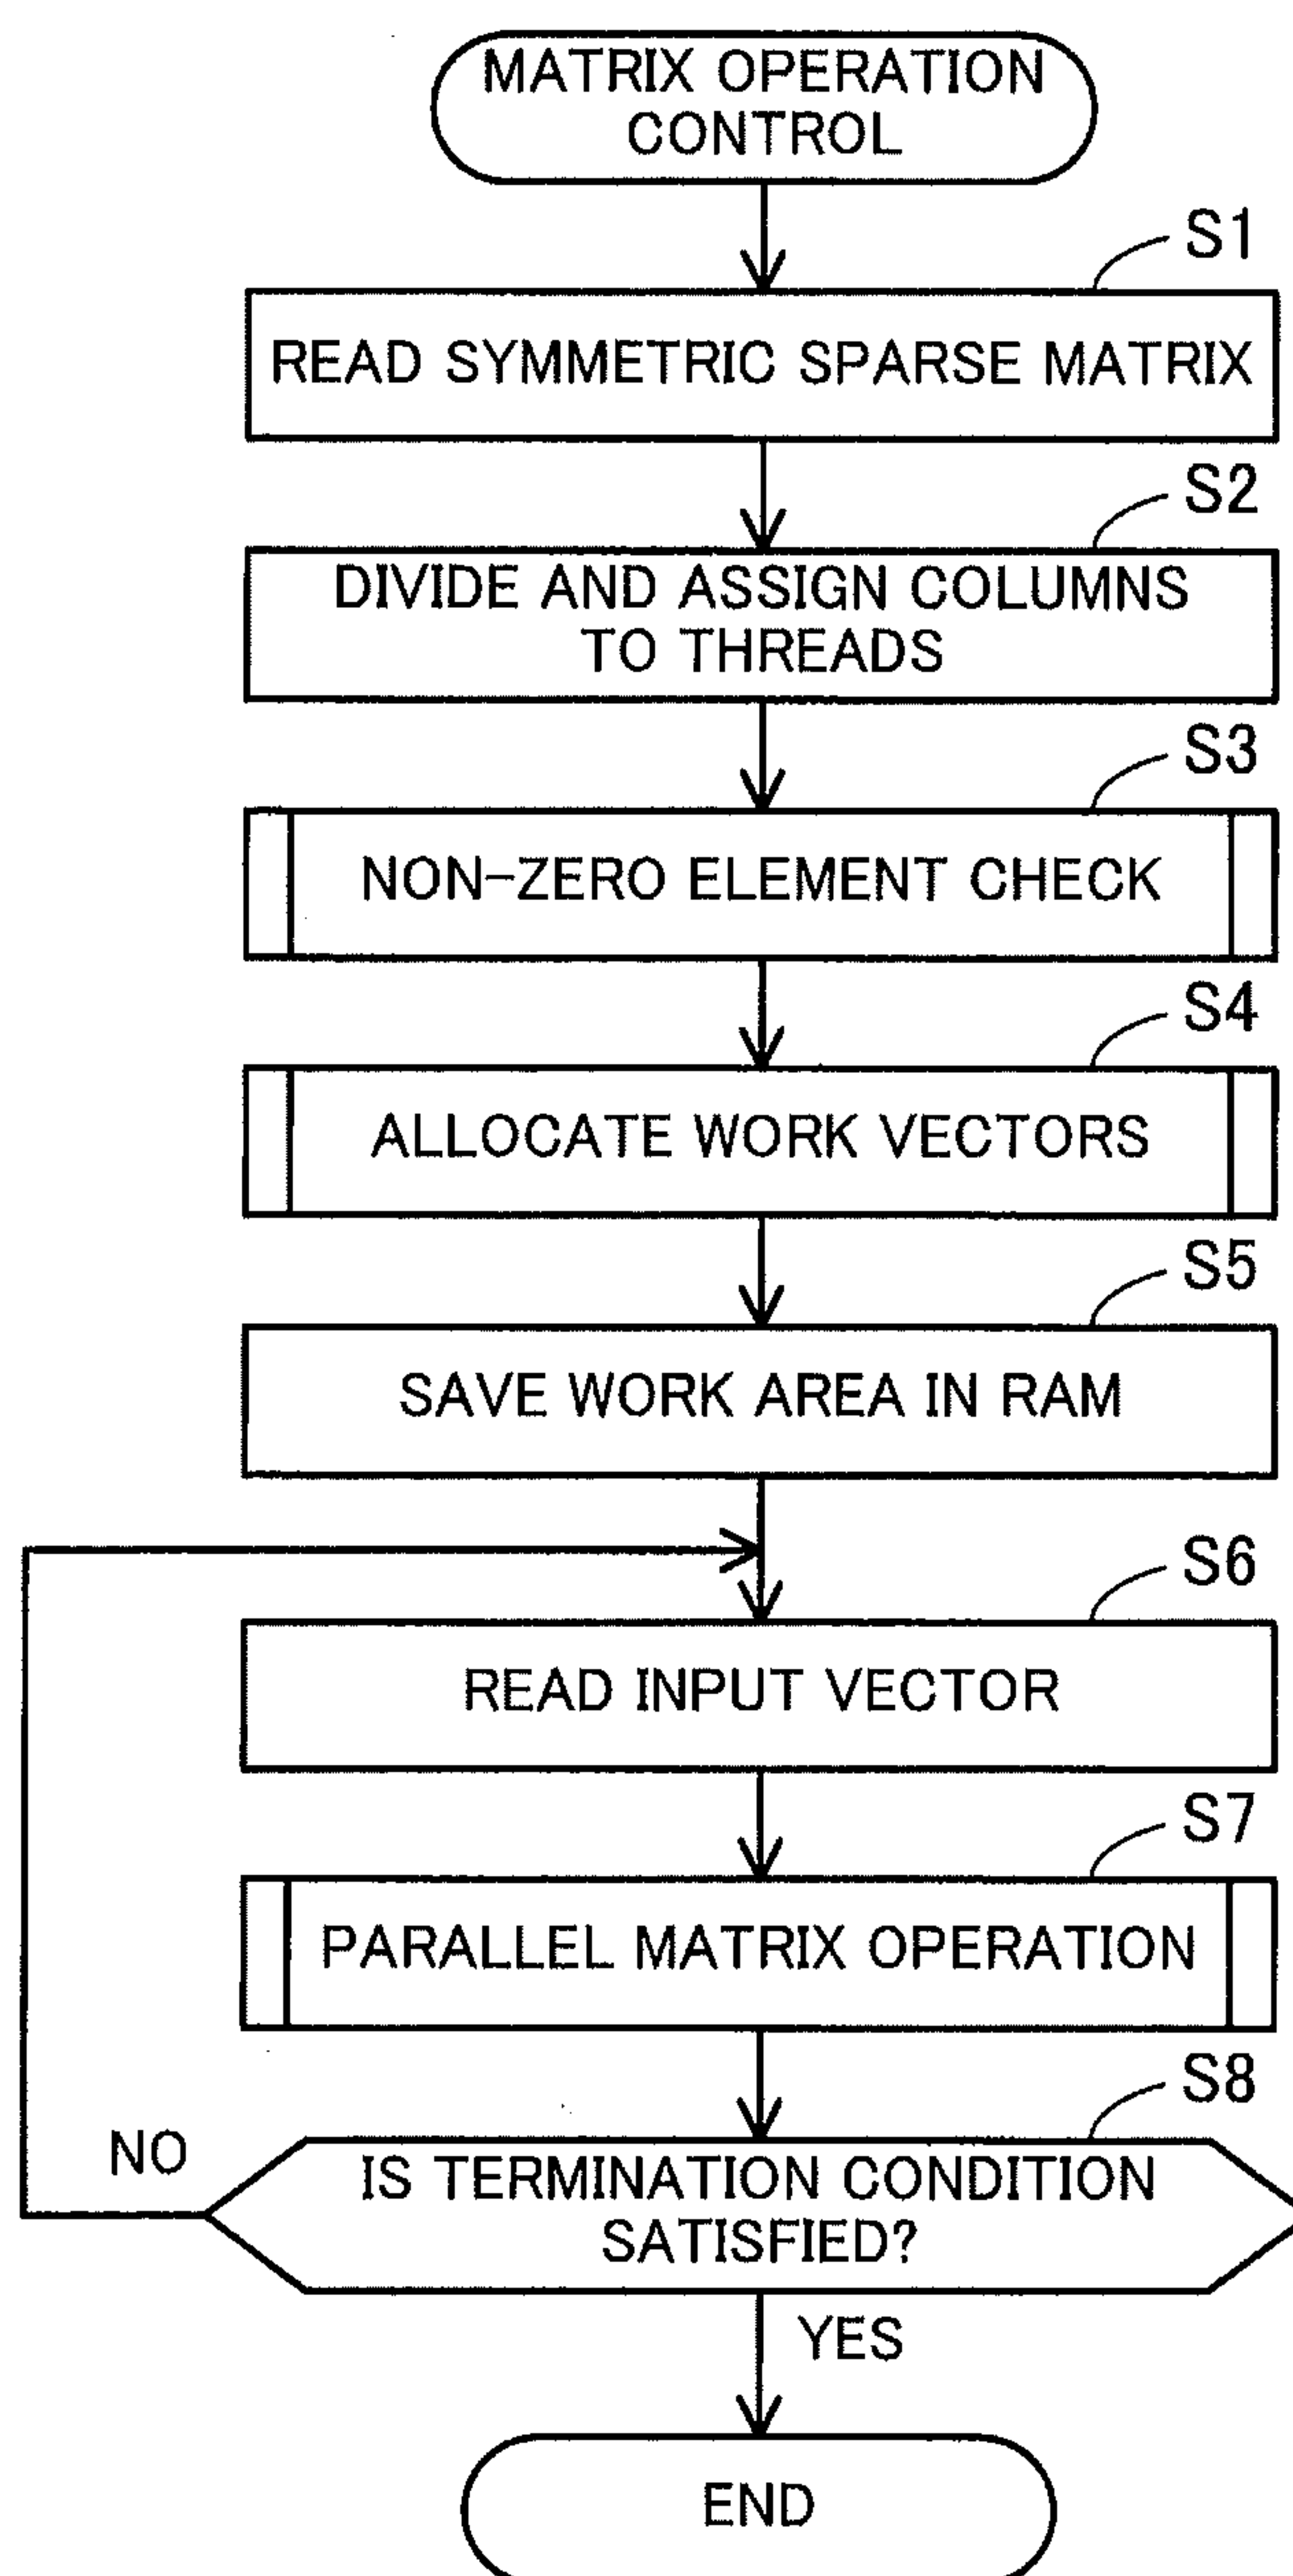 MATRIX OPERATION
CONTROL
S1
READ SYMMETRIC SPARSE MATRIX
S2
DIVIDE AND ASSIGN COLUMNS
TO THREADS
S3
NON-ZERO ELEMENT CHECK
S4
ALLOCATE WORK VECTORS
S5
SAVE WORK AREA IN RAM
S6
READ INPUT VECTOR
S7
PARALLEL MATRIX OPERATION
S8
NO
IS TERMINATION CONDITION
SATISFIED?
YES
END